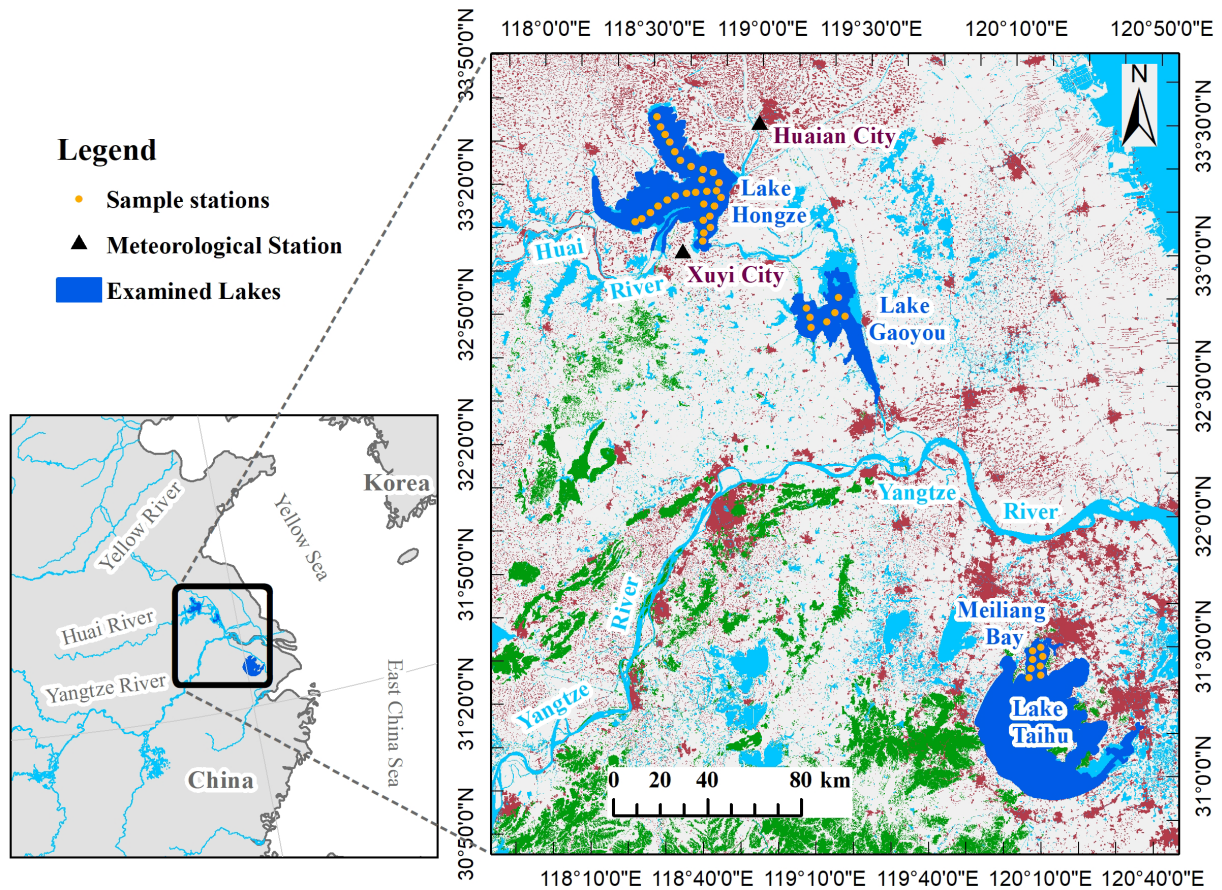 118°0'0"E
118°30'0"E
119°0'0"E
119°30'0"E
120°10'0"E
120°50'0"E
33°50'0"N
33°20'0"N
32°50'0"N
32°20'0"N
31°50'0"N
31°20'0"N
30°50'0"N
33°30'0"N
33°0'0"N
32°30'0"N
32°0'0"N
31°30'0"N
31°0'0"N
N
Legend
Sample stations
Meteorological Station
Examined Lakes
Huaian City
Lake
Hongze
Huai
River
Xuyi City
Lake
Gaoyou
Yangtze
River
River
Yangtze
Meiliang
Bay
Lake
Taihu
0 20 40 80 km
Korea
Yellow River
Yellow Sea
Huai River
Yangtze River
East China Sea
China
118°10'0"E
118°40'0"E
119°10'0"E
119°40'0"E
120°0'0"E
120°40'0"E